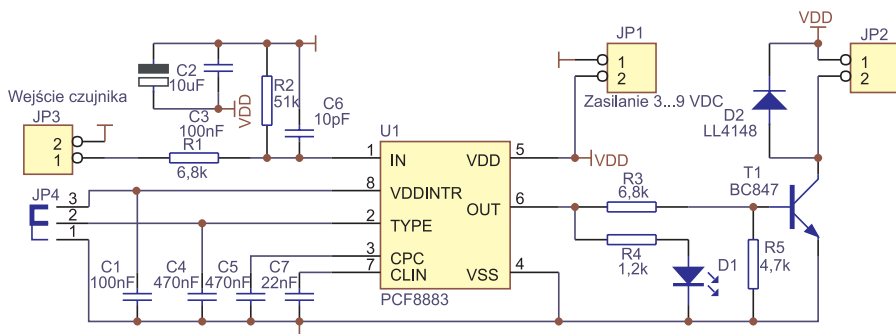 JP1
1
2
Zasilanie 3...9 VDC
VDD
JP2
1
2
D2
LL4148
C2
10uF
VDD
C3
100nF
R2
51k
C6
10pF
Wejście czujnika
JP3
2
1
R1
6,8k
U1
1
IN
8
VDDINTR
2
TYPE
3
CPC
7
CLIN
VDD
5
OUT
6
VSS
4
PCF8883
VDD
JP4
3
2
1
C1
100nF
C4
470nF
C5
470nF
C7
22nF
R3
6,8k
R4
1,2k
D1
R5
4,7k
T1
BC847